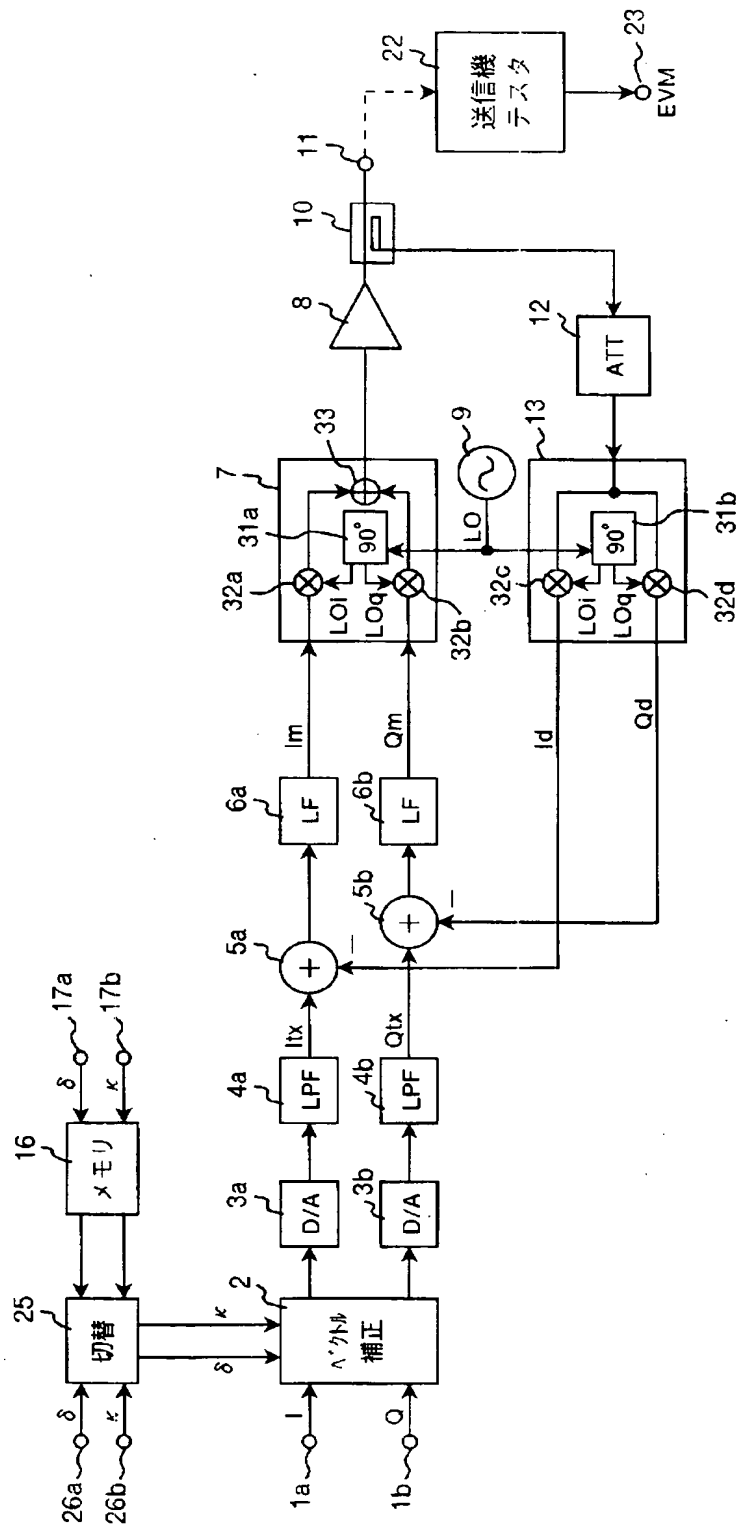 26a
δ
26b
κ
25
切替
16
メモリ
17a
δ
17b
κ
δ
κ
1a
I
1b
Q
2
ベクトル
補正
3a
D/A
3b
D/A
4a
LPF
4b
LPF
Itx
Qtx
5a
5b
+
+
−
−
6a
LF
6b
LF
Im
Qm
7
31a
32a
90°
LOi
LOq
32b
33
LO
9
8
10
11
22
送信機
テスタ
23
EVM
12
ATT
13
31b
90°
32c
LOi
LOq
32d
Id
Qd